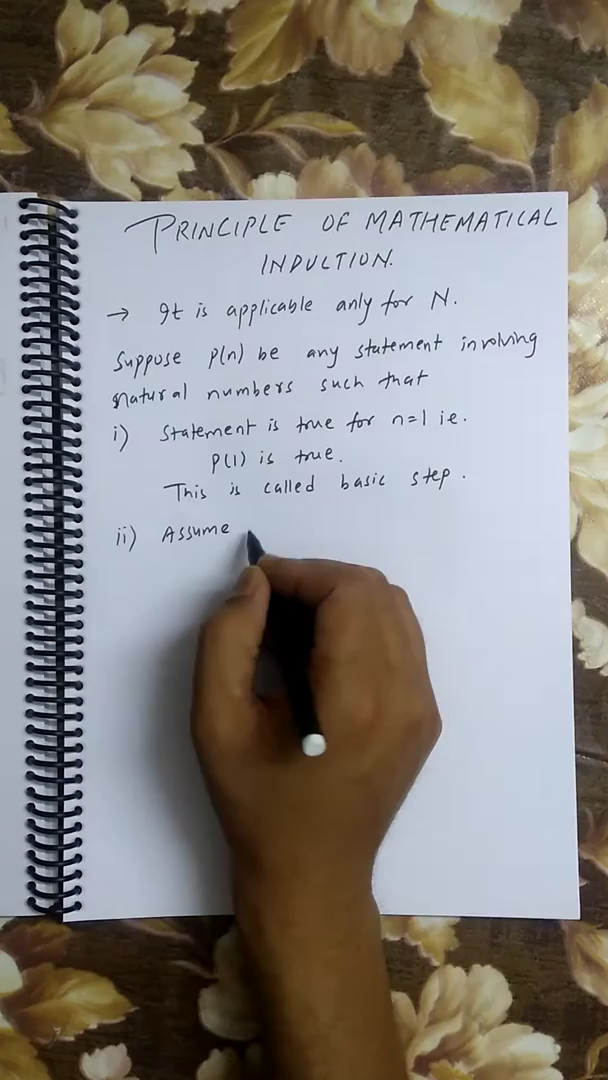 PRINCIPLE OF MATHEMATICAL
INDUCTION.
→ It is applicable only for N.
Suppose P(n) be any statement involving
natural numbers such that
i) Statement is true for n=1 ie.
P(1) is true.
This is called basic step.
ii) Assume